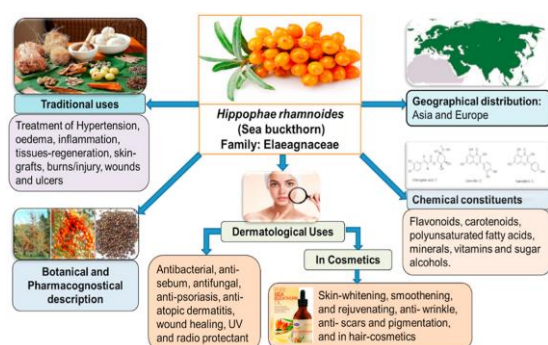 Hippophae rhamnoides
(Sea buckthorn)
Family: Elaeagnaceae
Traditional uses
Treatment of Hypertension,
oedema, inflammation,
tissues-regeneration, skin-
grafts, burns/injury, wounds
and ulcers
Geographical distribution:
Asia and Europe
Chemical constituents
Flavonoids, carotenoids,
polyunsaturated fatty acids,
minerals, vitamins and sugar
alcohols.
Botanical and
Pharmacognostical
description
Dermatological Uses
In Cosmetics
Antibacterial, anti-
sebum, antifungal,
anti-psoriasis, anti-
atopic dermatitis,
wound healing, UV
and radio protectant
SEA
BUCKTHORN
Skin-whitening, smoothening,
and rejuvenating, anti- wrinkle,
anti- scars and pigmentation,
and in hair-cosmetics